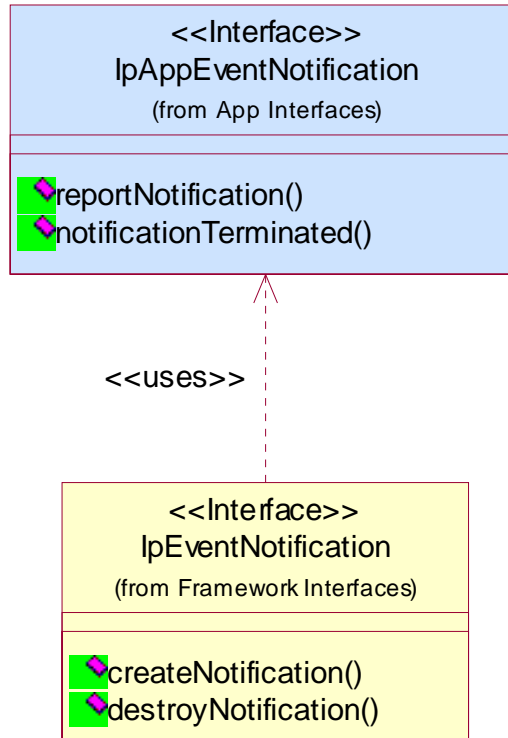 <<Interface>>
IpAppEventNotification
(from App Interfaces)
reportNotification()
notificationTerminated()
<<uses>>
<<Interface>>
IpEventNotification
(from Framework Interfaces)
createNotification()
destroyNotification()